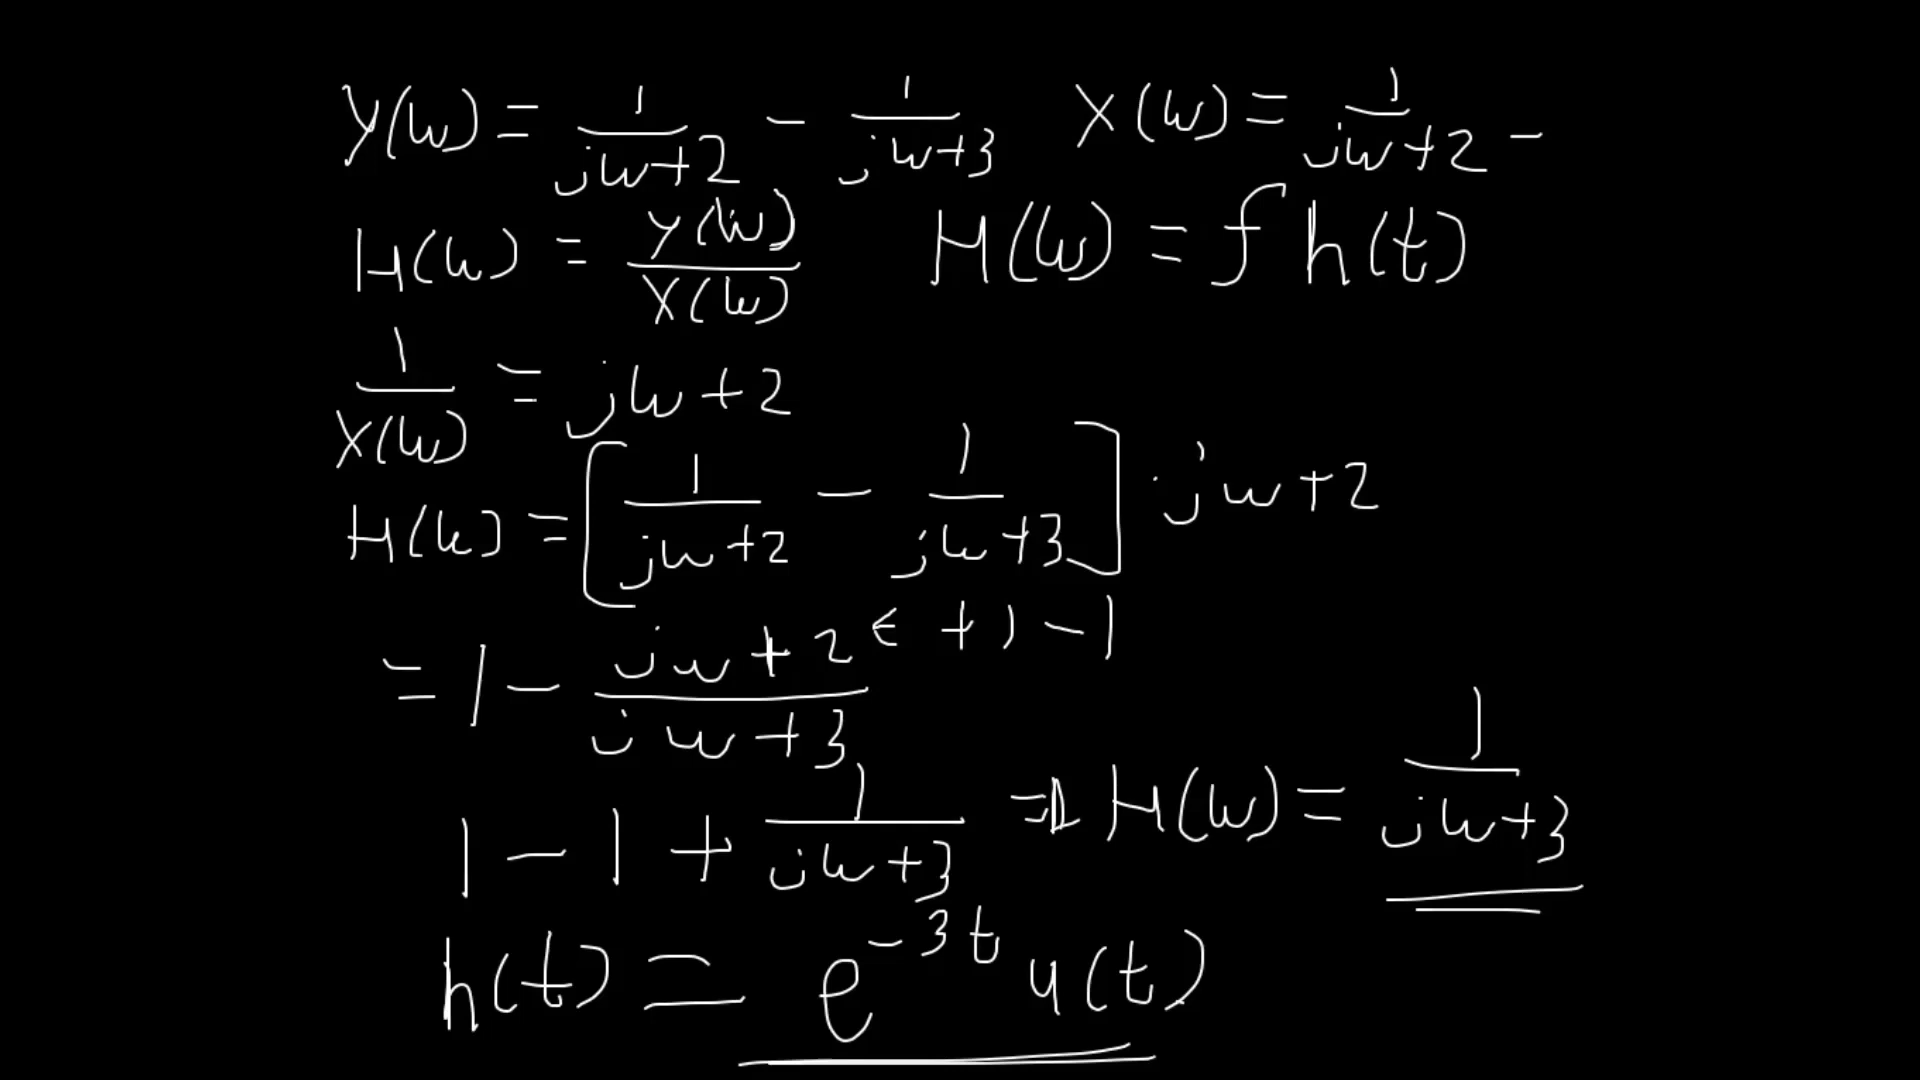 Y(w) = 1/(jw+2) - 1/(jw+3)   X(w) = 1/(jw+2) -
H(w) = Y(w)/X(w)   H(w) = f h(t)
1/X(w) = jw+2
H(w) = [1/(jw+2) - 1/(jw+3)] . jw+2
= 1 - (jw+2)/(jw+3) +1-1
1 - 1 + 1/(jw+3) => H(w) = 1/(jw+3)
h(t) = e^{-3t} u(t)